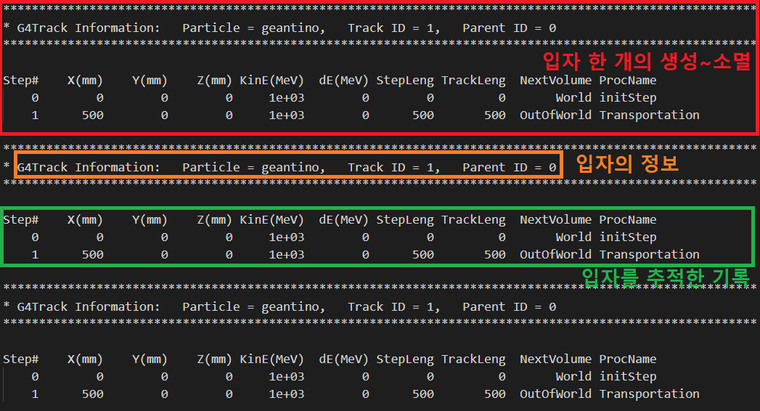 *******************************************************************************************
* G4Track Information:   Particle = geantino,   Track ID = 1,   Parent ID = 0
*******************************************************************************************
입자 한 개의 생성~소멸
Step#    X(mm)    Y(mm)    Z(mm) KinE(MeV)  dE(MeV) StepLeng TrackLeng  NextVolume ProcName
    0        0        0        0     1e+03        0        0         0       World initStep
    1      500        0        0     1e+03        0      500       500  OutOfWorld Transportation
*******************************************************************************************
* G4Track Information:   Particle = geantino,   Track ID = 1,   Parent ID = 0
입자의 정보
*******************************************************************************************
Step#    X(mm)    Y(mm)    Z(mm) KinE(MeV)  dE(MeV) StepLeng TrackLeng  NextVolume ProcName
    0        0        0        0     1e+03        0        0         0       World initStep
    1      500        0        0     1e+03        0      500       500  OutOfWorld Transportation
입자를 추적한 기록
*******************************************************************************************
* G4Track Information:   Particle = geantino,   Track ID = 1,   Parent ID = 0
*******************************************************************************************
Step#    X(mm)    Y(mm)    Z(mm) KinE(MeV)  dE(MeV) StepLeng TrackLeng  NextVolume ProcName
    0        0        0        0     1e+03        0        0         0       World initStep
    1      500        0        0     1e+03        0      500       500  OutOfWorld Transportation